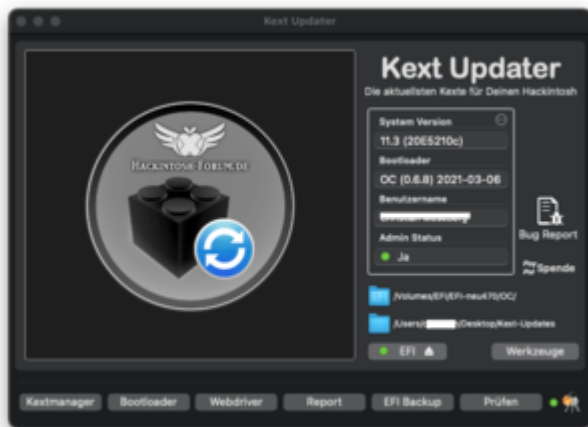 Kext Updater
Kext Updater
Die aktuellsten Kexte für Deinen Hackintosh
HACKINTOSH-FORUM.DE
System Version
11.3 (20E5210c)
Bootloader
OC (0.6.8) 2021-03-06
Benutzername
Admin Status
Ja
Bug Report
Spende
EFI
/Volumes/EFI/EFI-neu470/OC/
/Desktop/Kext-Updates
EFI
Werkzeuge
Kextmanager
Bootloader
Webdriver
Report
EFI Backup
Prüfen